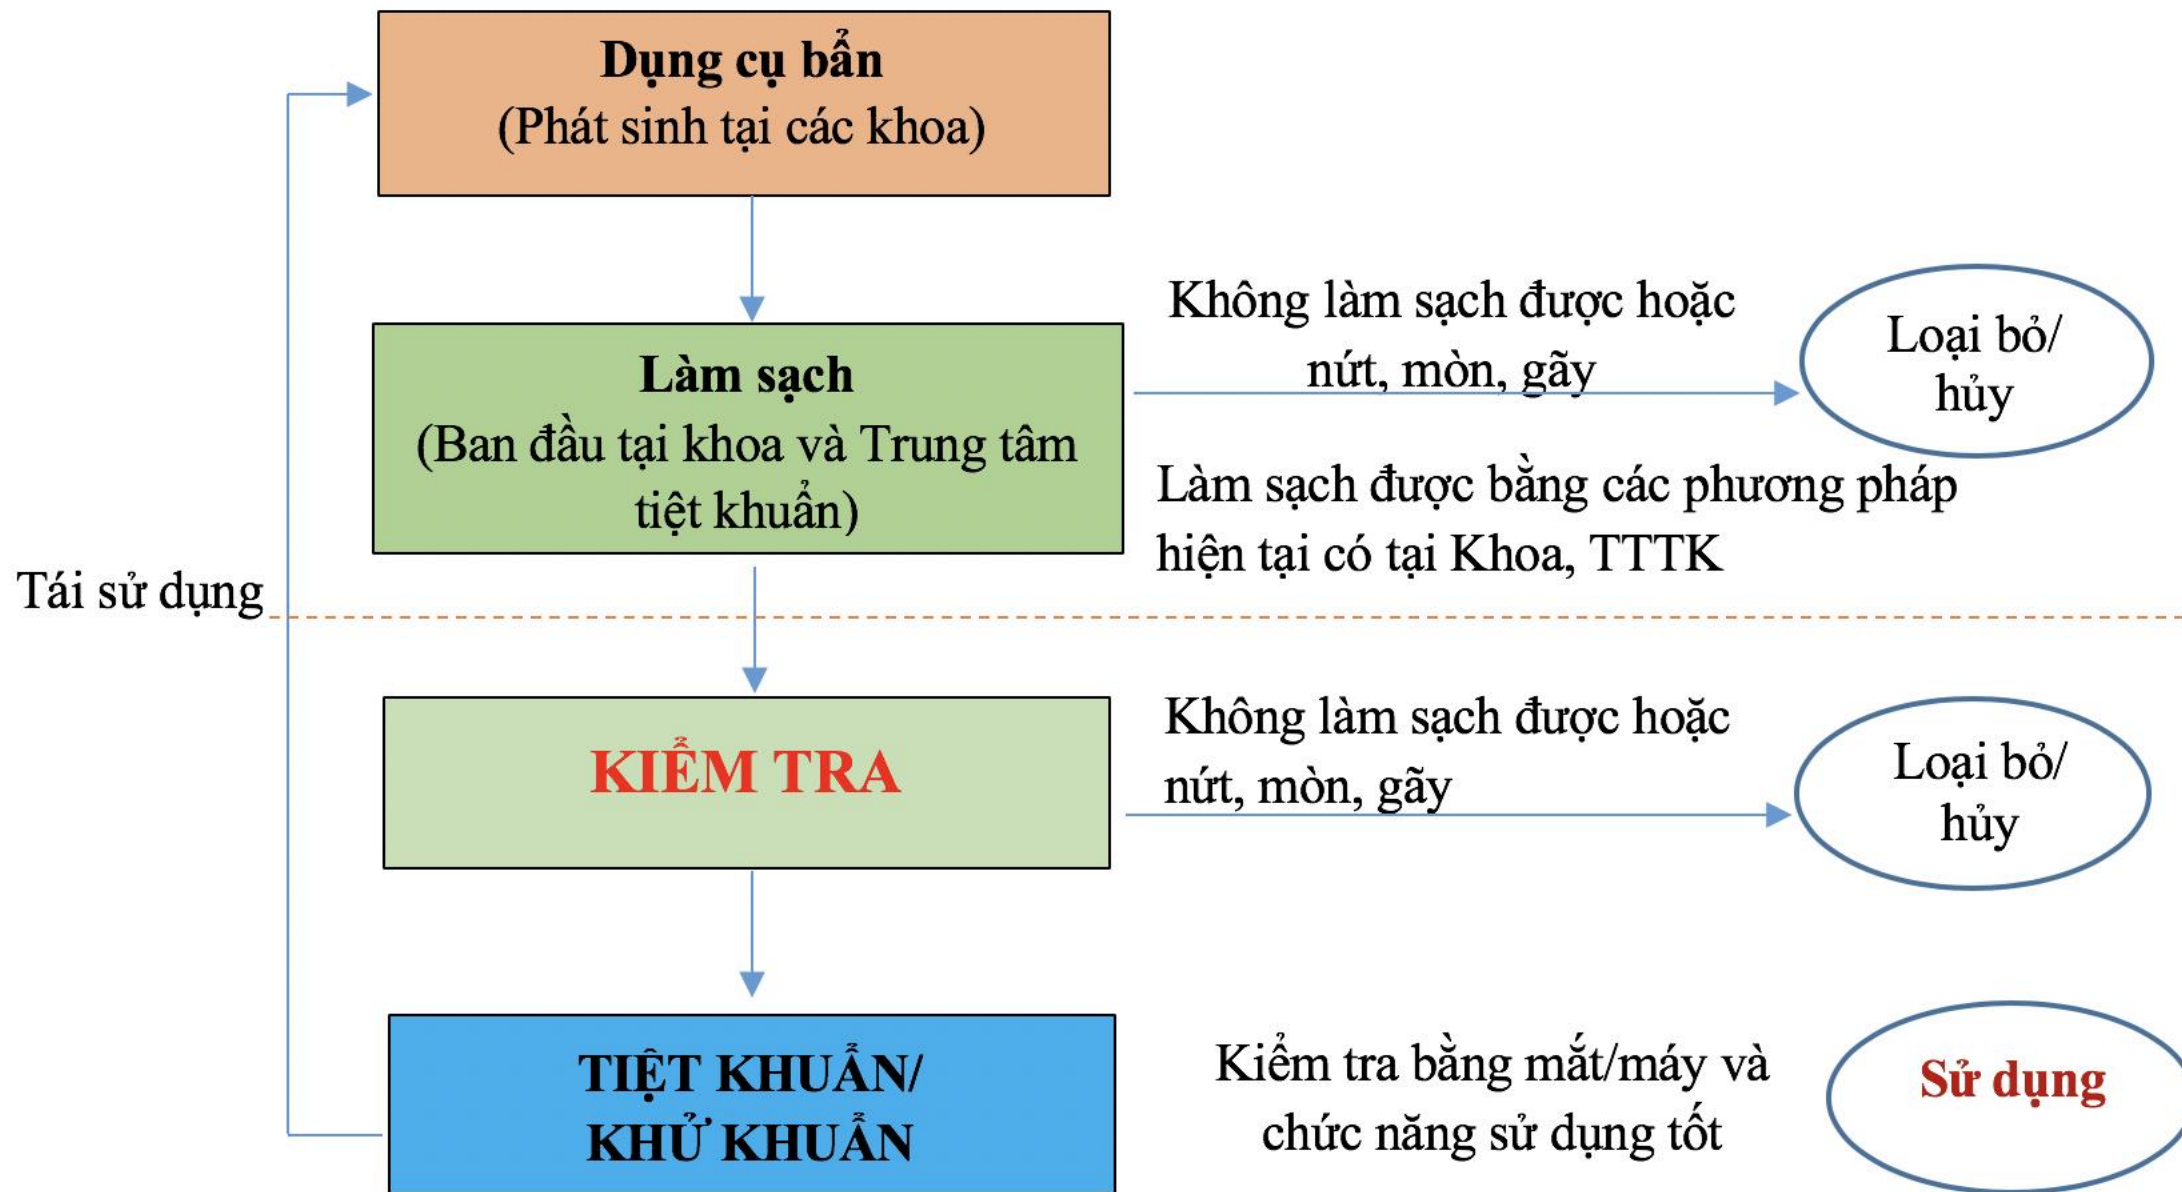 Dụng cụ bẩn
(Phát sinh tại các khoa)
Không làm sạch được hoặc
nứt, mòn, gãy
Loại bỏ/
hủy
Làm sạch
(Ban đầu tại khoa và Trung tâm
tiệt khuẩn)
Làm sạch được bằng các phương pháp
hiện tại có tại Khoa, TTTK
Tái sử dụng
KIỂM TRA
Không làm sạch được hoặc
nứt, mòn, gãy
Loại bỏ/
hủy
TIỆT KHUẨN/
KHỬ KHUẨN
Kiểm tra bằng mắt/máy và
chức năng sử dụng tốt
Sử dụng